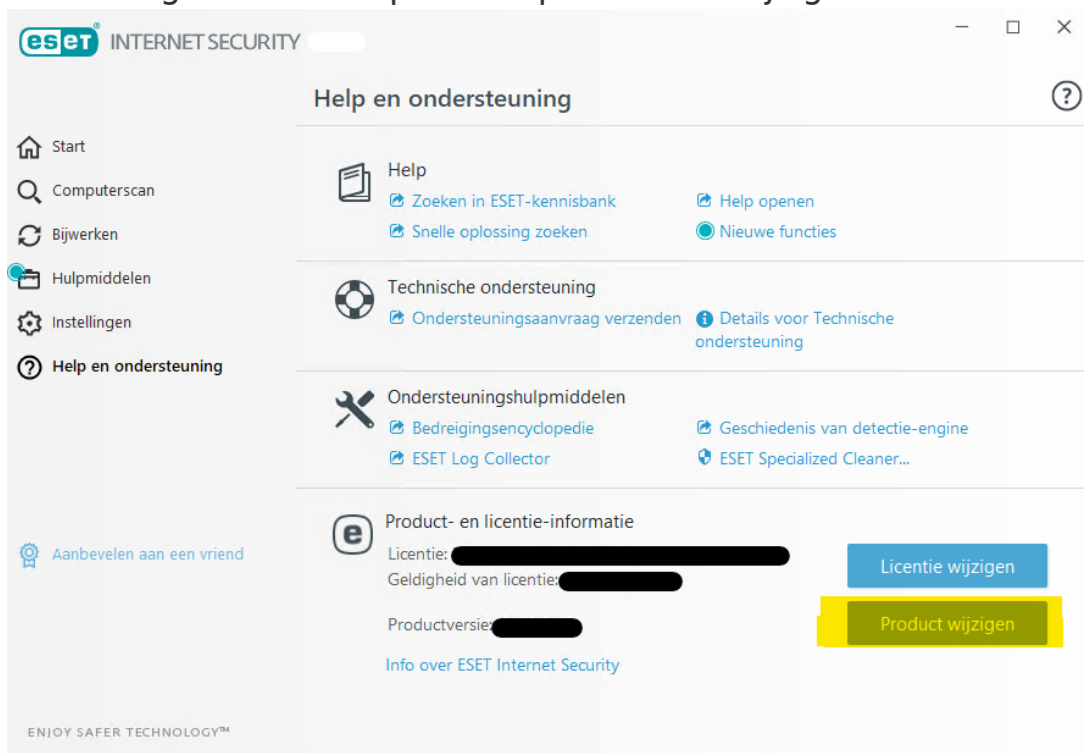 eset INTERNET SECURITY
Help en ondersteuning
Start
Computerscan
Bijwerken
Hulpmiddelen
Instellingen
Help en ondersteuning
Aanbevelen aan een vriend
Help
Zoeken in ESET-kennisbank
Help openen
Snelle oplossing zoeken
Nieuwe functies
Technische ondersteuning
Ondersteuningsaanvraag verzenden
Details voor Technische
ondersteuning
Ondersteuningshulpmiddelen
Bedreigingsencyclopedie
Geschiedenis van detectie-engine
ESET Log Collector
ESET Specialized Cleaner...
Product- en licentie-informatie
Licentie:
Geldigheid van licentie:
Licentie wijzigen
Productversie:
Product wijzigen
Info over ESET Internet Security
ENJOY SAFER TECHNOLOGY™